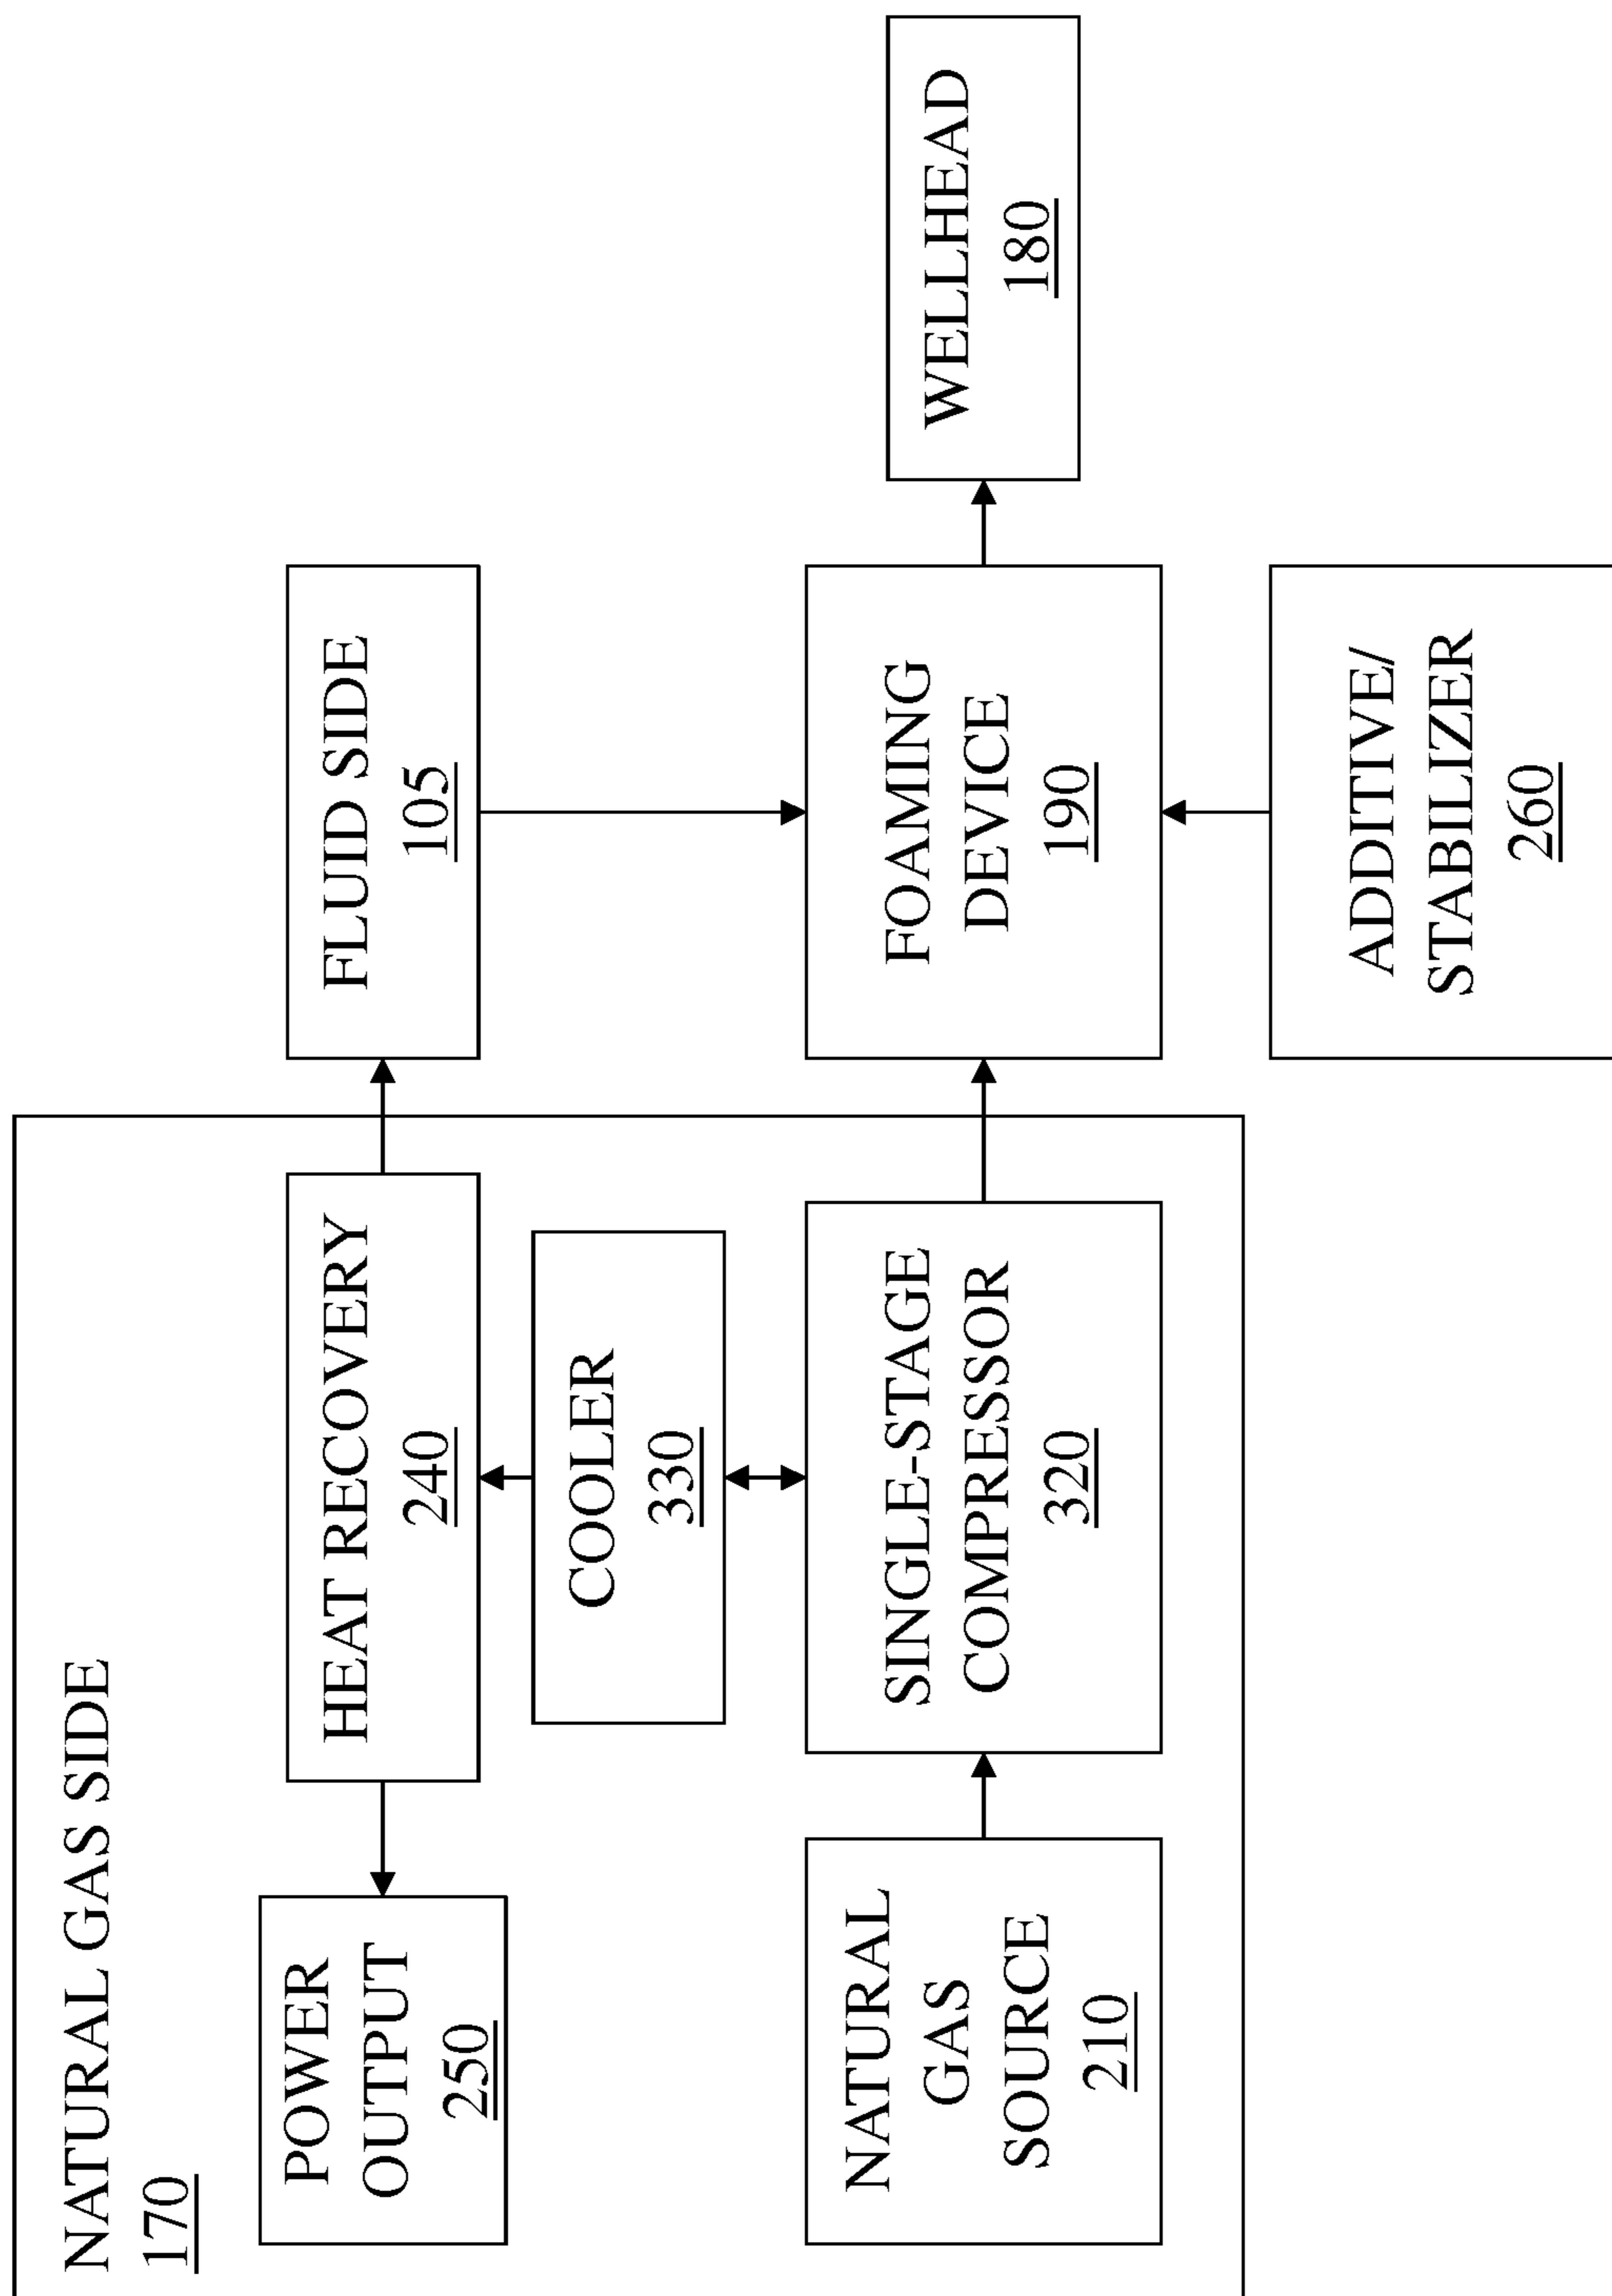 NATURAL GAS SIDE
170
POWER
OUTPUT
250
HEAT RECOVERY
240
FLUID SIDE
105
COOLER
330
NATURAL
GAS
SOURCE
210
SINGLE-STAGE
COMPRESSOR
320
FOAMING
DEVICE
190
WELLHEAD
180
ADDITIVE/
STABILIZER
260